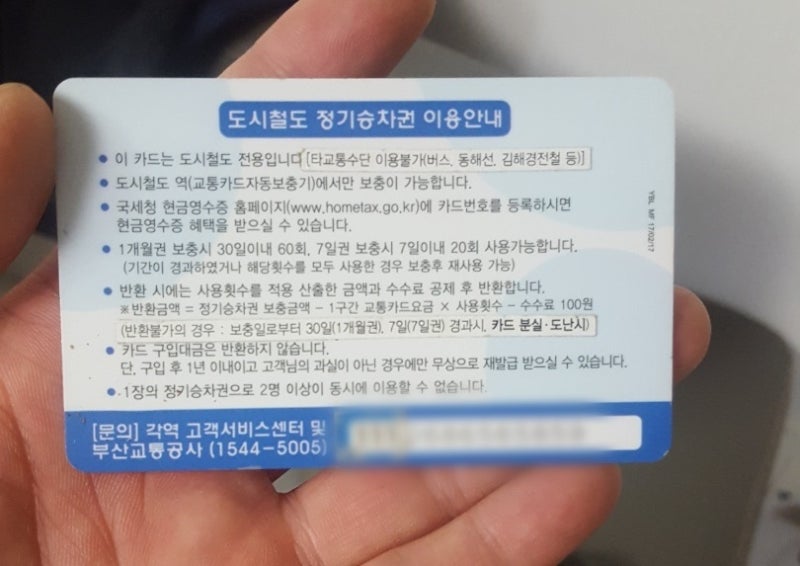 도시철도 정기승차권 이용안내
● 이 카드는 도시철도 전용입니다 [타교통수단 이용불가(버스, 동해선, 김해경전철 등)]
● 도시철도 역(교통카드자동보충기)에서만 보충이 가능합니다.
● 국세청 현금영수증 홈페이지(www.hometax.go.kr)에 카드번호를 등록하시면
현금영수증 혜택을 받으실 수 있습니다.
● 1개월권 보충시 30일이내 60회, 7일권 보충시 7일이내 20회 사용가능합니다.
(기간이 경과하였거나 해당횟수를 모두 사용한 경우 보충후 재사용 가능)
● 반환 시에는 사용횟수를 적용 산출한 금액과 수수료 공제 후 반환합니다.
※ 반환금액 = 정기승차권 보충금액 - 1구간 교통카드요금 × 사용횟수 - 수수료 100원
(반환불가의 경우 : 보충일로부터 30일(1개월권), 7일(7일권) 경과시, 카드 분실·도난시)
● 카드 구입대금은 반환하지 않습니다.
단, 구입 후 1년 이내이고 고객님의 과실이 아닌 경우에만 무상으로 재발급 받으실 수 있습니다.
● 1장의 정기승차권으로 2명 이상이 동시에 이용할 수 없습니다.
[문의] 각역 고객서비스센터 및
부산교통공사 (1544-5005)
YBL MF 17/02/17